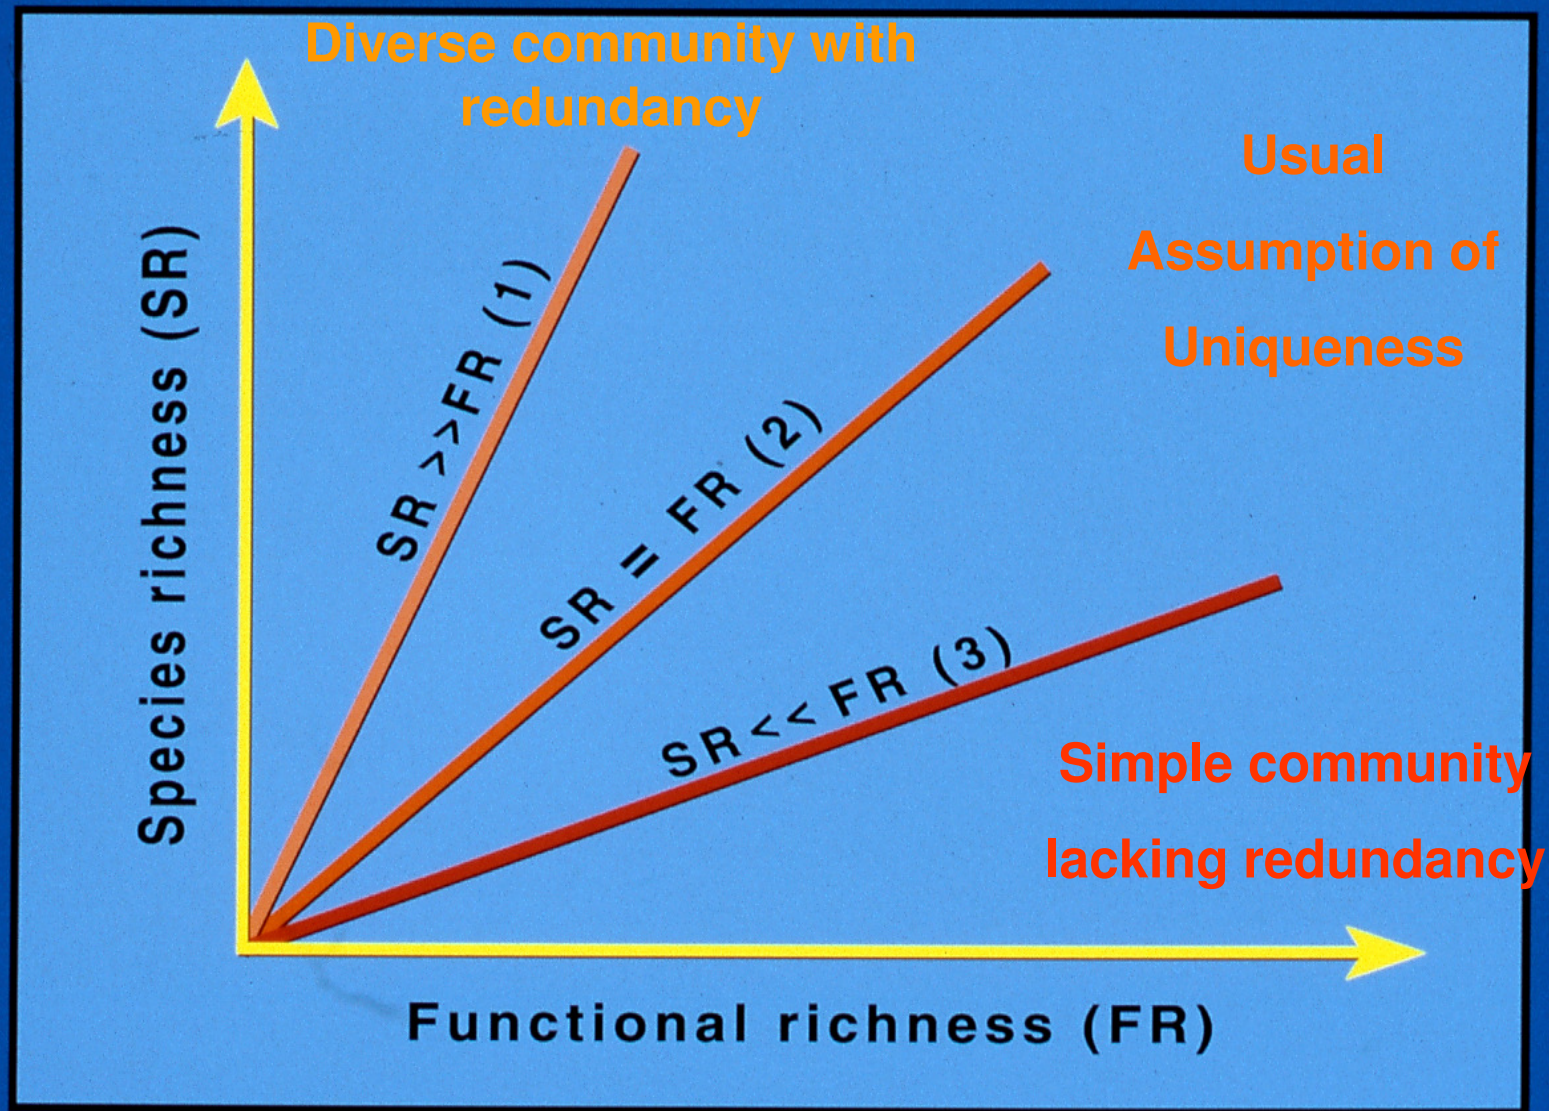 Diverse community with
redundancy
Usual
Assumption of
Uniqueness
Species richness (SR)
SR >>FR (1)
SR = FR (2)
SR << FR (3)
Simple community
lacking redundancy
Functional richness (FR)